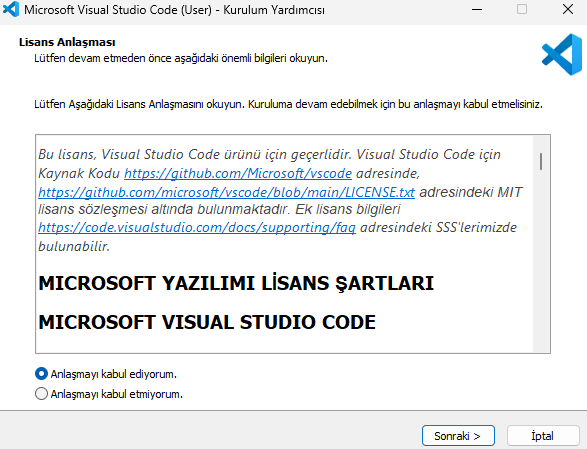 Microsoft Visual Studio Code (User) - Kurulum Yardımcısı
Lisans Anlaşması
Lütfen devam etmeden önce aşağıdaki önemli bilgileri okuyun.
Lütfen Aşağıdaki Lisans Anlaşmasını okuyun. Kuruluma devam edebilmek için bu anlaşmayı kabul etmelisiniz.
Bu lisans, Visual Studio Code ürünü için geçerlidir. Visual Studio Code için
Kaynak Kodu https://github.com/Microsoft/vscode adresinde,
https://github.com/microsoft/vscode/blob/main/LICENSE.txt adresindeki MIT
lisans sözleşmesi altında bulunmaktadır. Ek lisans bilgileri
https://code.visualstudio.com/docs/supporting/faq adresindeki SSS'lerimizde
bulunabilir.
MICROSOFT YAZILIMI LİSANS ŞARTLARI
MICROSOFT VISUAL STUDIO CODE
Anlaşmayı kabul ediyorum.
Anlaşmayı kabul etmiyorum.
Sonraki > İptal